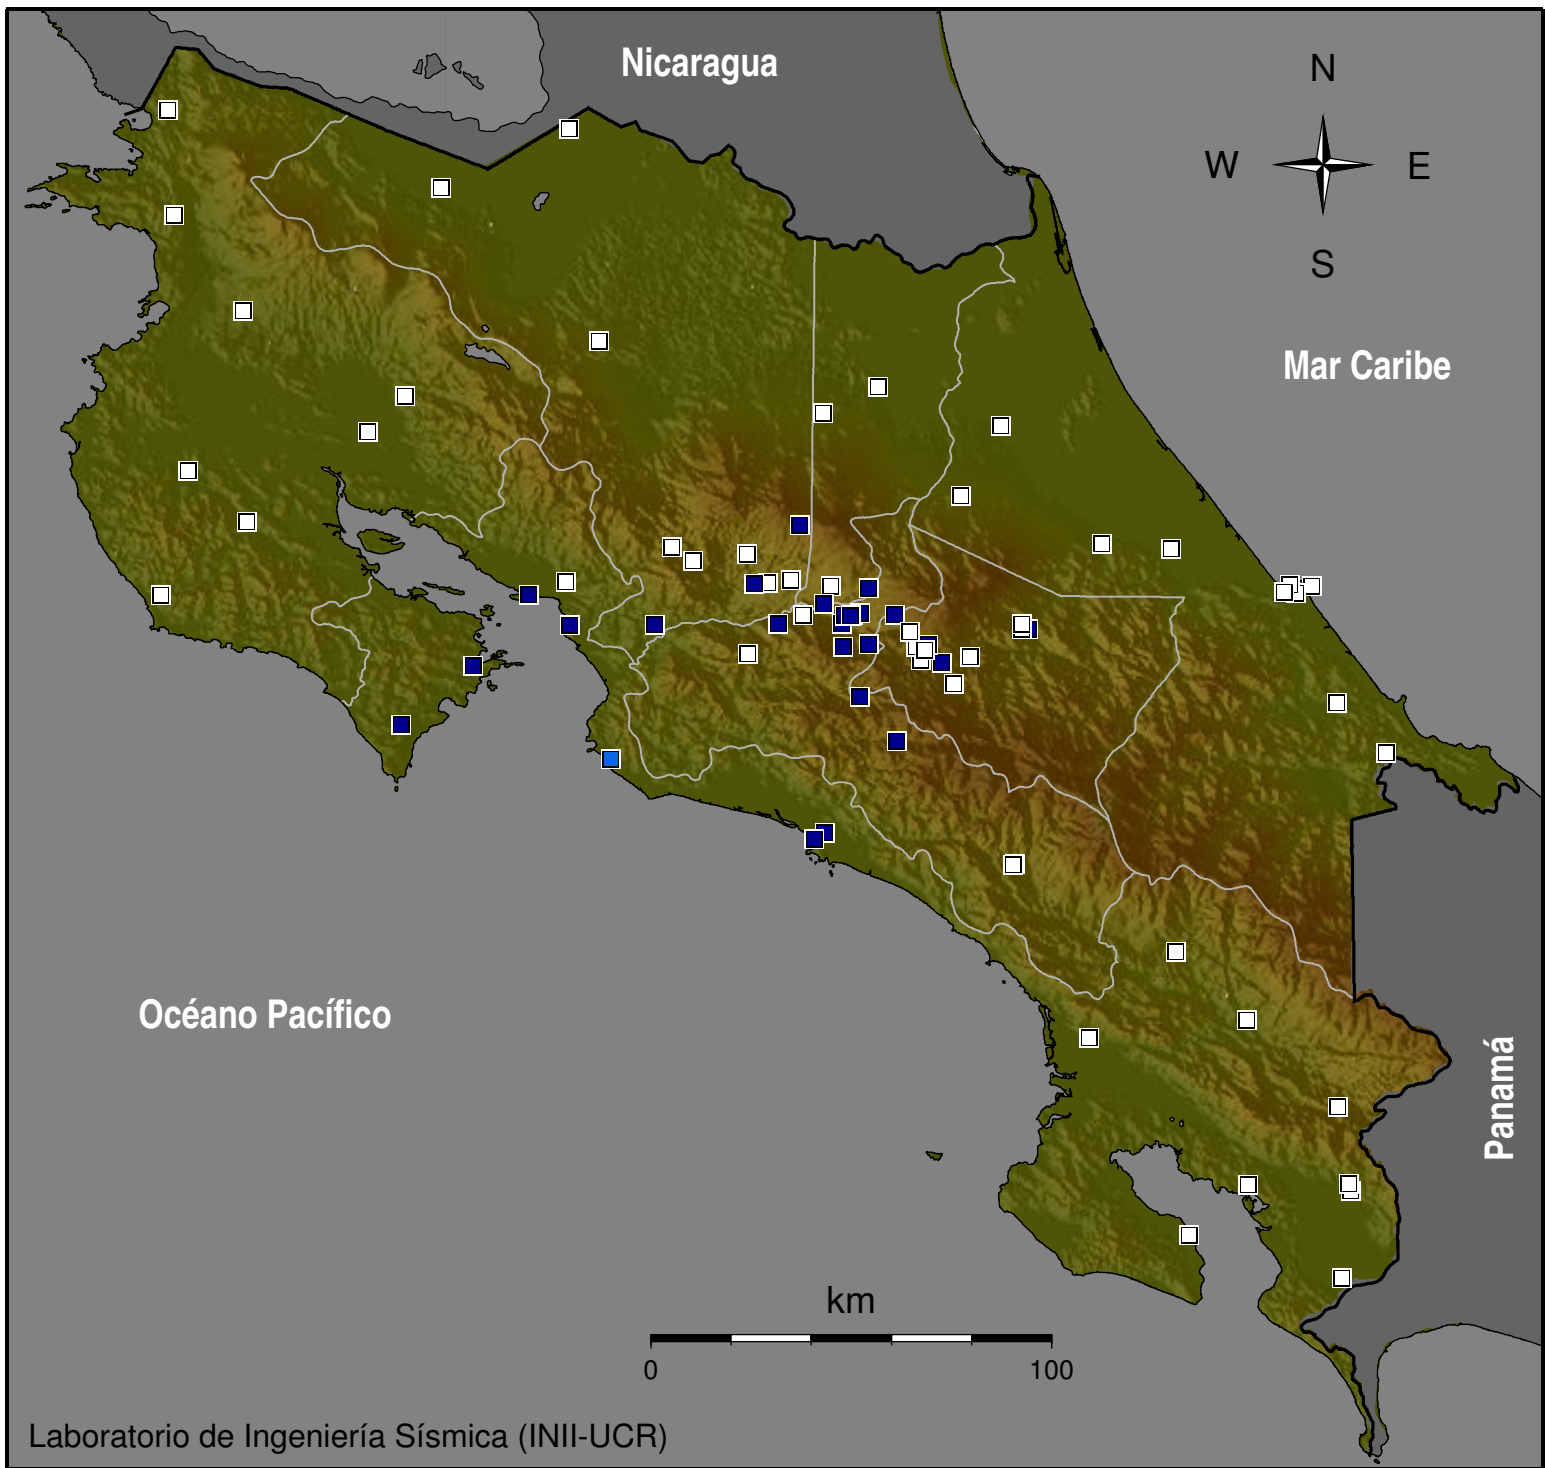 Nicaragua
N
W
E
S
Mar Caribe
Océano Pacífico
Panamá
km
0
100
Laboratorio de Ingeniería Sísmica (INII-UCR)